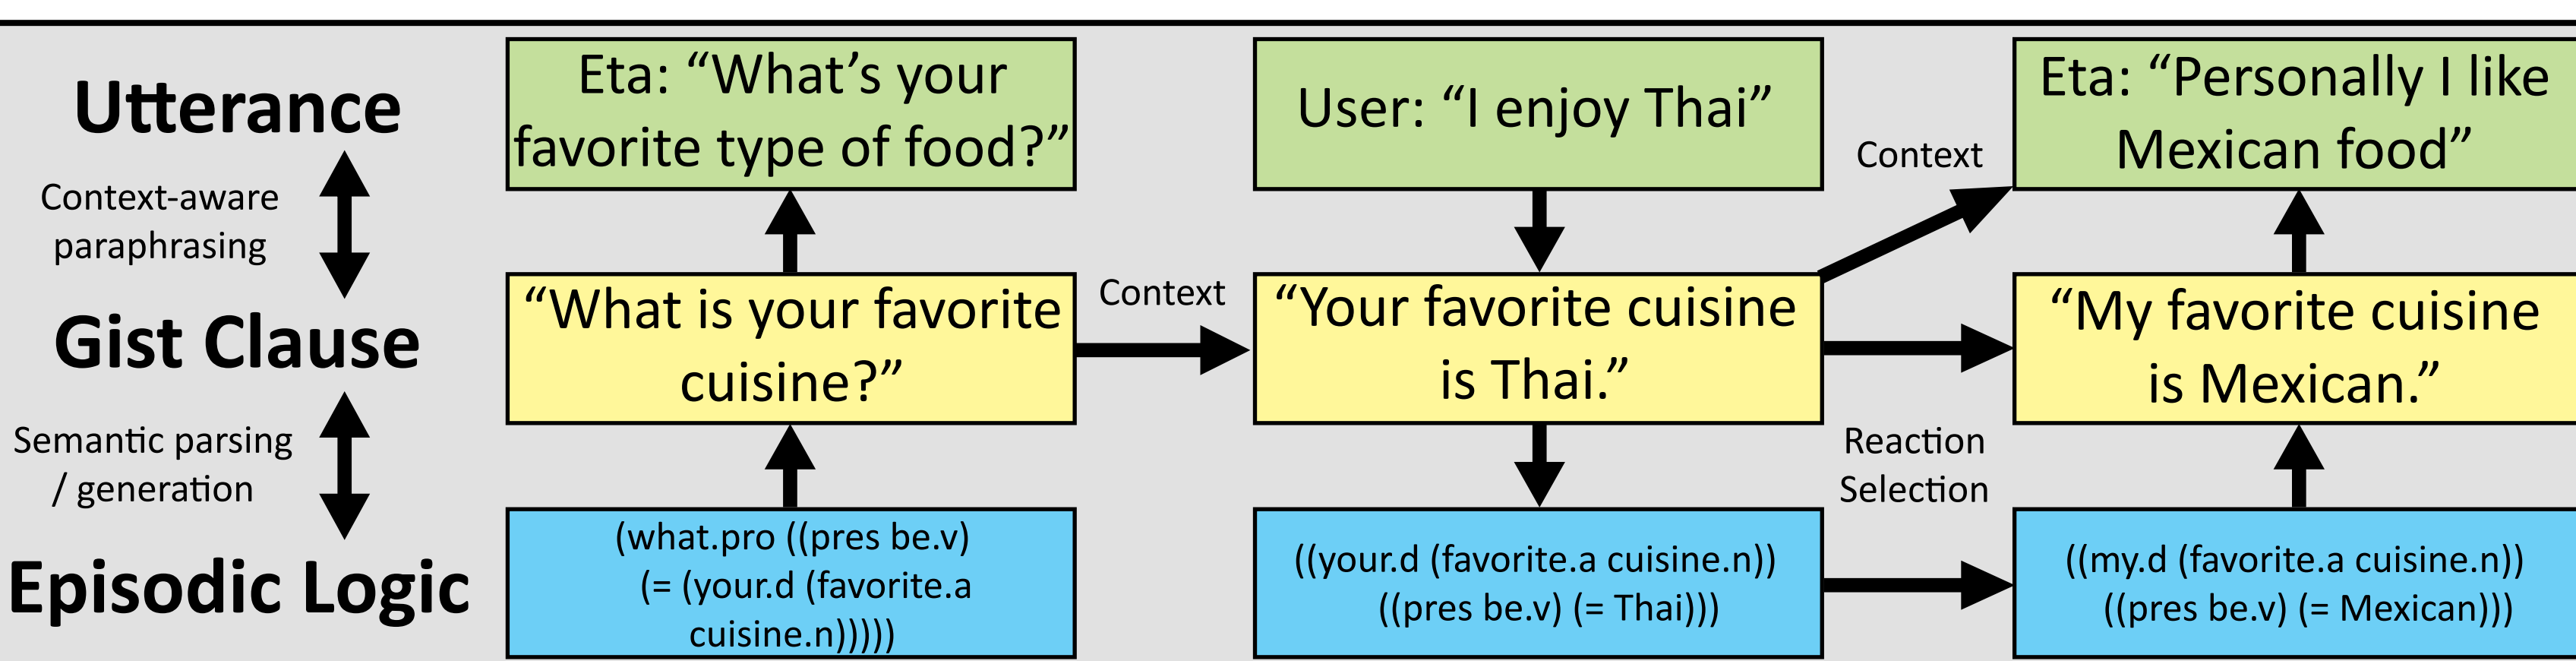 Utterance
Context-aware
paraphrasing
Gist Clause
Semantic parsing
/ generation
Episodic Logic
Eta: “What’s your
favorite type of food?”
“What is your favorite
cuisine?”
(what.pro ((pres be.v)
(= (your.d (favorite.a
cuisine.n)))))
Context
User: “I enjoy Thai”
“Your favorite cuisine
is Thai.”
((your.d (favorite.a cuisine.n))
((pres be.v) (= Thai)))
Context
Reaction
Selection
Eta: “Personally I like
Mexican food”
“My favorite cuisine
is Mexican.”
((my.d (favorite.a cuisine.n))
((pres be.v) (= Mexican)))